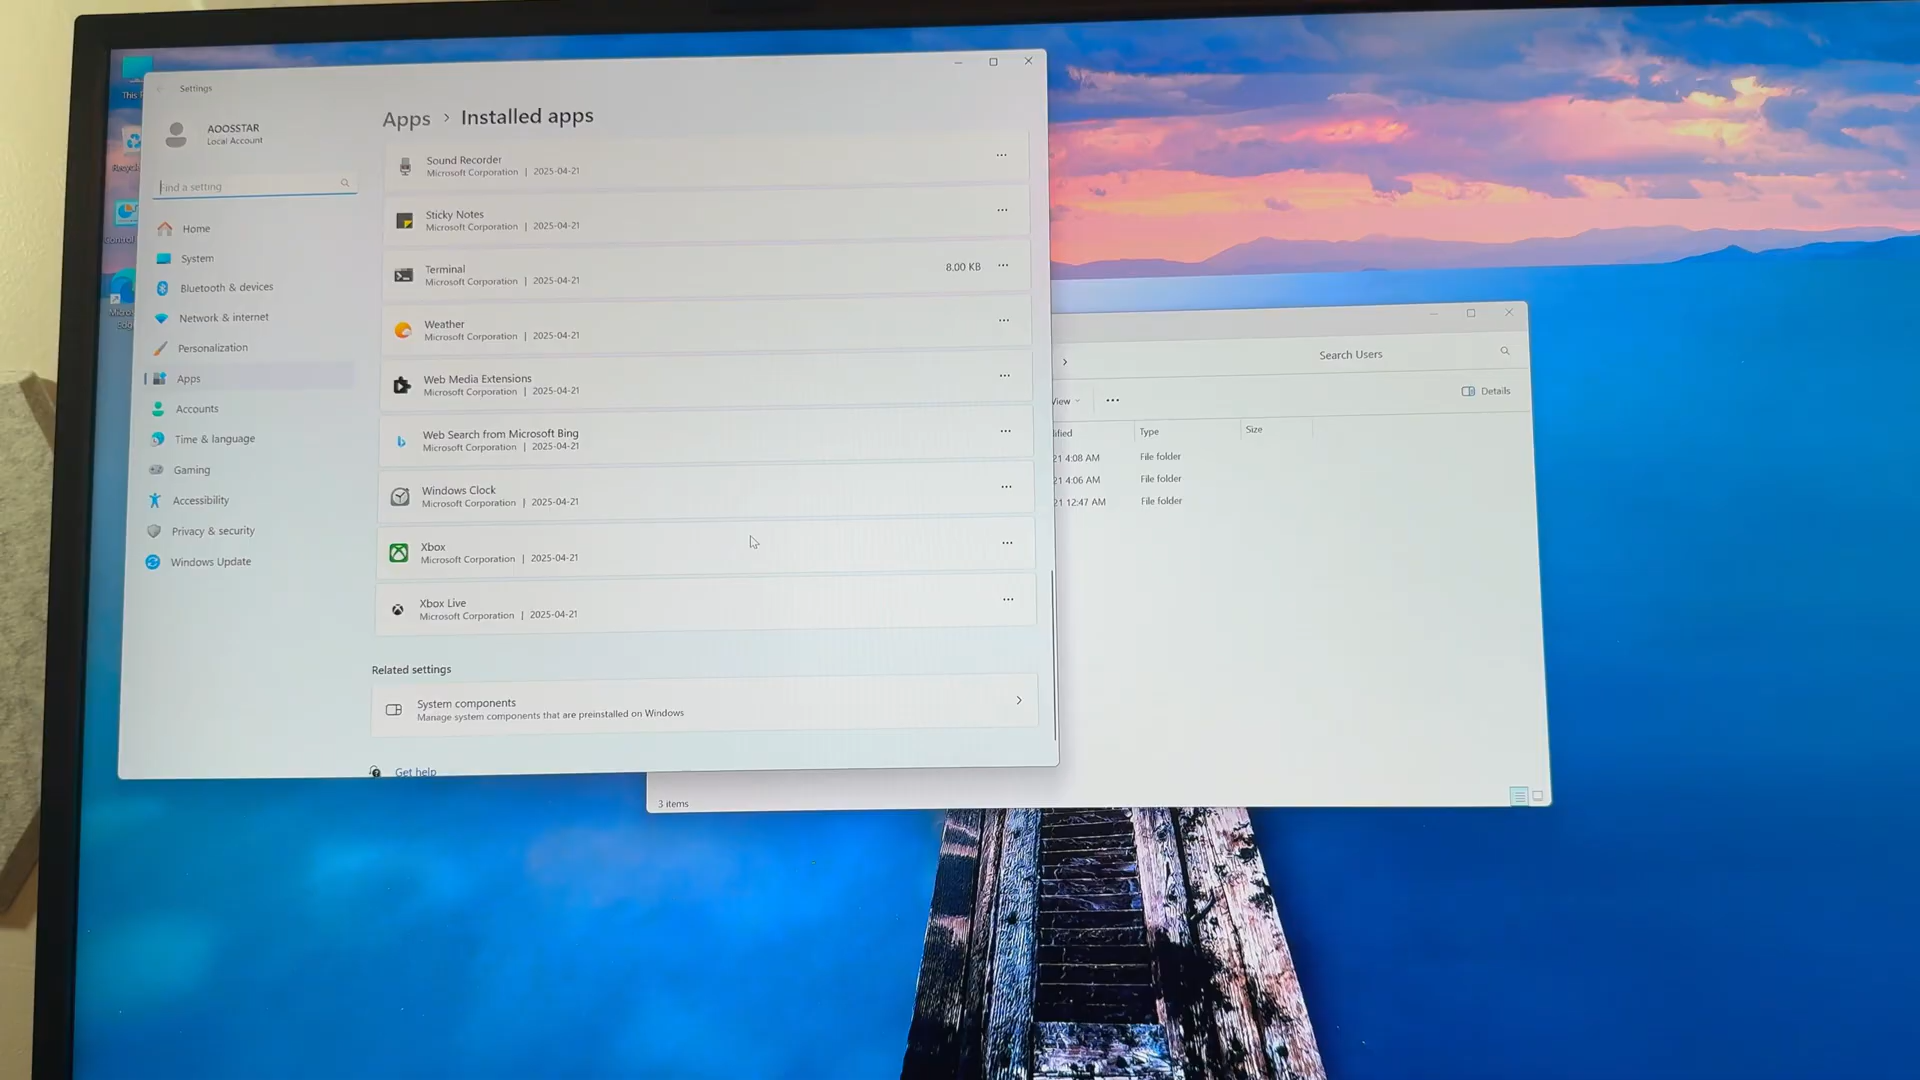 Settings
AOOSSTAR
Local Account
Find a setting
Home
System
Bluetooth & devices
Network & internet
Personalization
Apps
Accounts
Time & language
Gaming
Accessibility
Privacy & security
Windows Update
Apps › Installed apps
Sound Recorder
Microsoft Corporation | 2025-04-21
Sticky Notes
Microsoft Corporation | 2025-04-21
Terminal
Microsoft Corporation | 2025-04-21
8.00 KB
Weather
Microsoft Corporation | 2025-04-21
Web Media Extensions
Microsoft Corporation | 2025-04-21
Web Search from Microsoft Bing
Microsoft Corporation | 2025-04-21
Windows Clock
Microsoft Corporation | 2025-04-21
Xbox
Microsoft Corporation | 2025-04-21
Xbox Live
Microsoft Corporation | 2025-04-21
Related settings
System components
Manage system components that are preinstalled on Windows
Get help
This
Search Users
View
Details
Type
Size
21 4:08 AM File folder
21 4:06 AM File folder
21 12:47 AM File folder
3 items